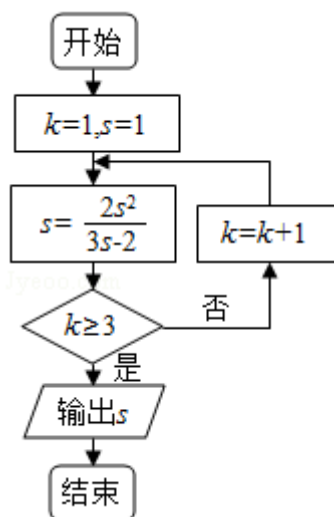 开始
k=1,s=1
s= 2s²/3s-2
k=k+1
k≥3
否
是
输出s
结束